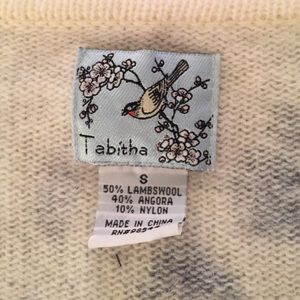 Tabitha
S
50% LAMBSWOOL
40% ANGORA
10% NYLON
MADE IN CHINA